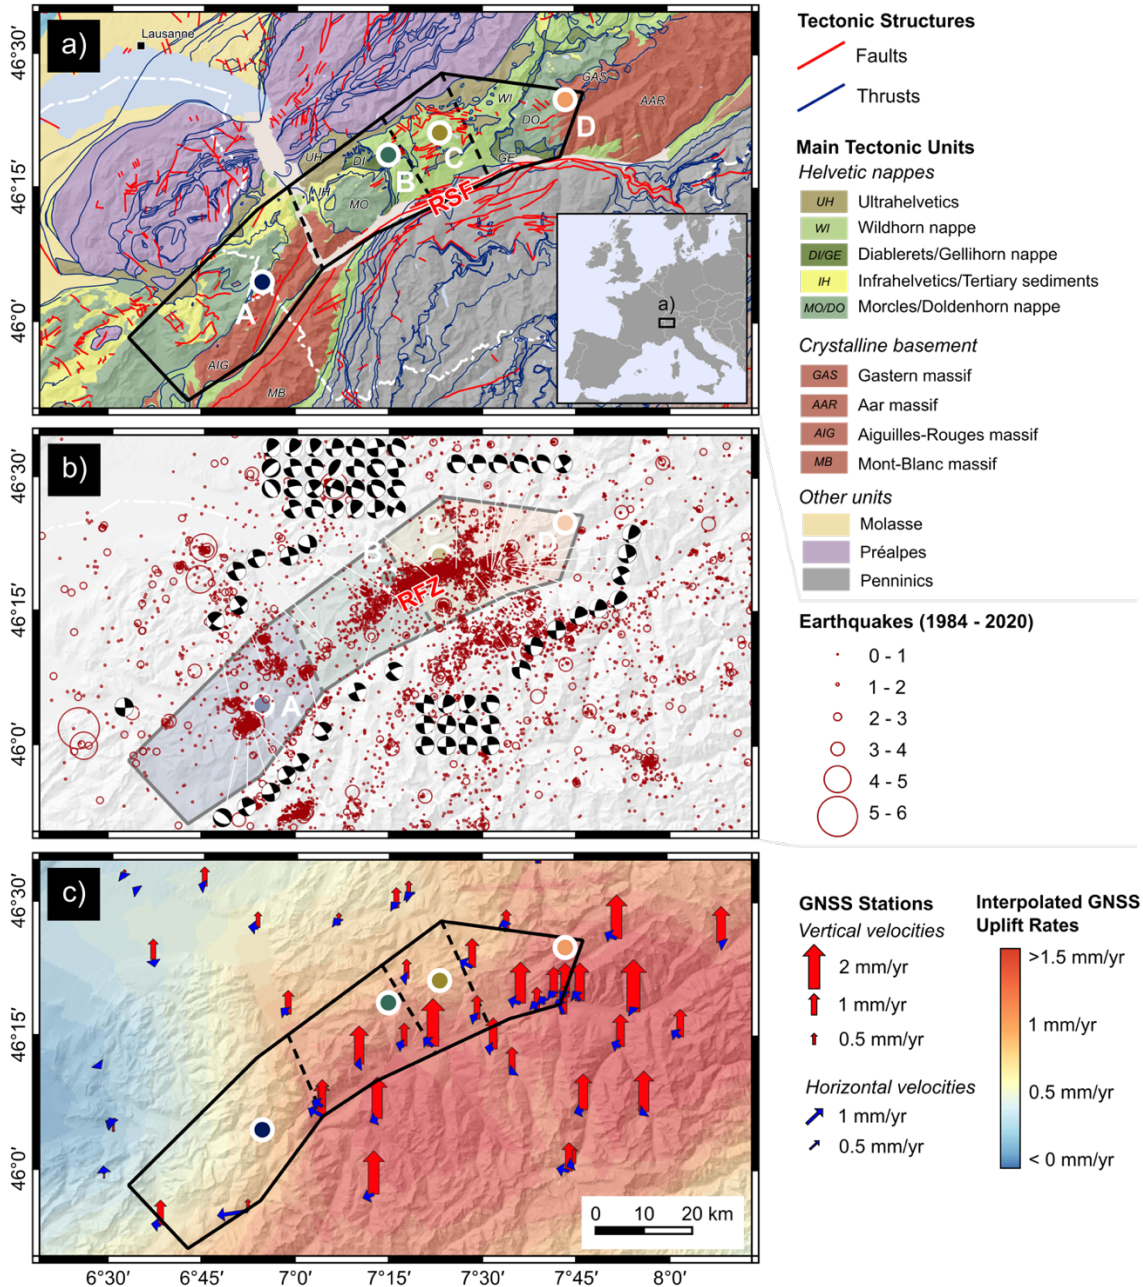 a)
Lausanne
46°30'
46°15'
46°0'
GAS
AAR
WI
DO
D
UH
DI
C
GE
B
IH
MO
RSF
A
AIG
MB
a)
Tectonic Structures
Faults
Thrusts
Main Tectonic Units
Helvetic nappes
UH Ultrahelvetics
WI Wildhorn nappe
DI/GE Diablerets/Gellihorn nappe
IH Infrahelvetics/Tertiary sediments
MO/DO Morcles/Doldenhorn nappe
Crystalline basement
GAS Gastern massif
AAR Aar massif
AIG Aiguilles-Rouges massif
MB Mont-Blanc massif
Other units
Molasse
Préalpes
Penninics
b)
46°30'
46°15'
46°0'
C
D
B
RFZ
A
Earthquakes (1984 - 2020)
0 - 1
1 - 2
2 - 3
3 - 4
4 - 5
5 - 6
c)
46°30'
46°15'
46°0'
6°30'
6°45'
7°0'
7°15'
7°30'
7°45'
8°0'
0 10 20 km
GNSS Stations
Vertical velocities
2 mm/yr
1 mm/yr
0.5 mm/yr
Horizontal velocities
1 mm/yr
0.5 mm/yr
Interpolated GNSS
Uplift Rates
>1.5 mm/yr
1 mm/yr
0.5 mm/yr
< 0 mm/yr